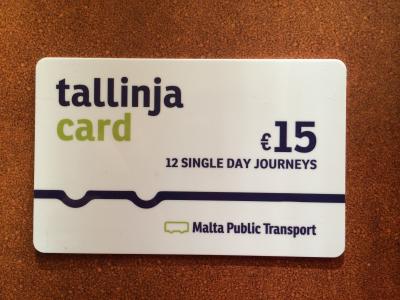 tallinja
card
€15
12 SINGLE DAY JOURNEYS
Malta Public Transport